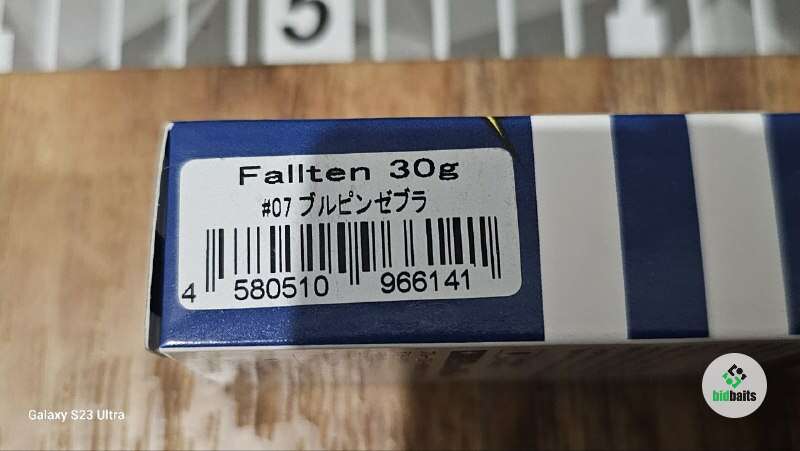 5
Fallten 30g
#07 ブルピンゼブラ
4 580510 966141
bidbaits
Galaxy S23 Ultra